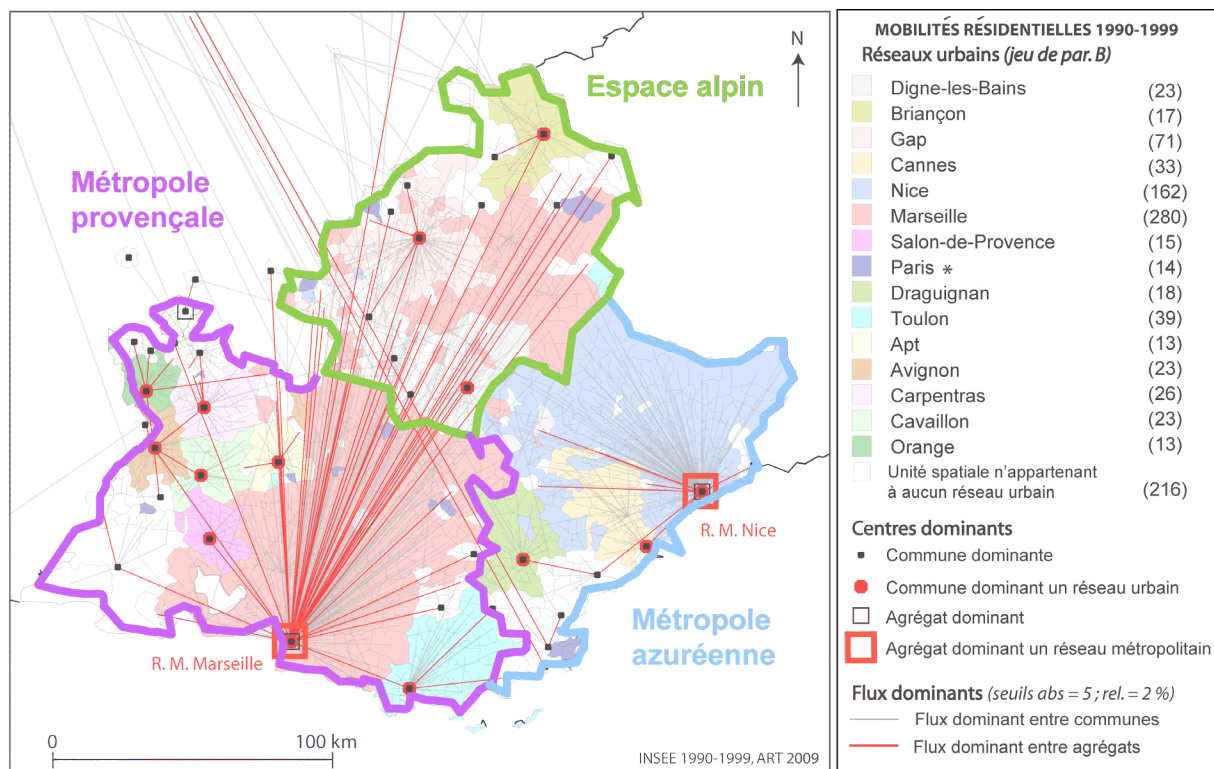 Espace alpin
N
Métropole
provençale
R. M. Nice
Métropole
azuréenne
R. M. Marseille
0 100 km
INSEE 1990-1999, ART 2009
MOBILITÉS RÉSIDENTIELLES 1990-1999
Réseaux urbains (jeu de par. B)
Digne-les-Bains (23)
Briançon (17)
Gap (71)
Cannes (33)
Nice (162)
Marseille (280)
Salon-de-Provence (15)
Paris * (14)
Draguignan (18)
Toulon (39)
Apt (13)
Avignon (23)
Carpentras (26)
Cavaillon (23)
Orange (13)
Unité spatiale n'appartenant
à aucun réseau urbain (216)
Centres dominants
Commune dominante
Commune dominant un réseau urbain
Agrégat dominant
Agrégat dominant un réseau métropolitain
Flux dominants (seuils abs = 5 ; rel. = 2 %)
Flux dominant entre communes
Flux dominant entre agrégats